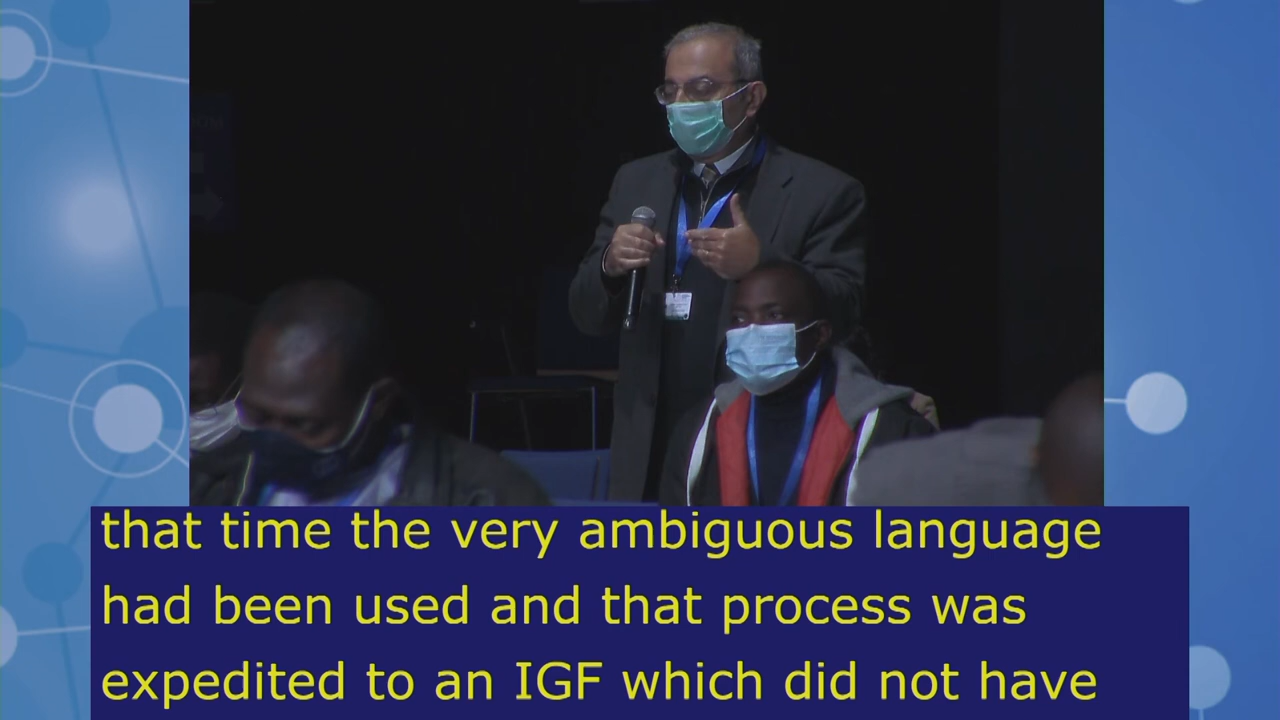 that time the very ambiguous language
had been used and that process was
expedited to an IGF which did not have